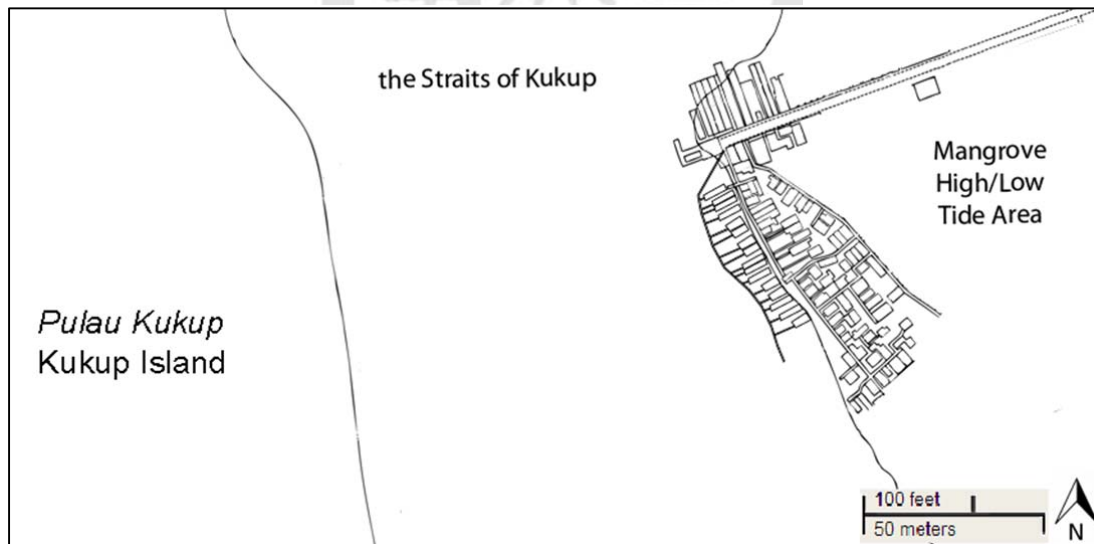 the Straits of Kukup
Mangrove
High/Low
Tide Area
Pulau Kukup
Kukup Island
100 feet
50 meters
N